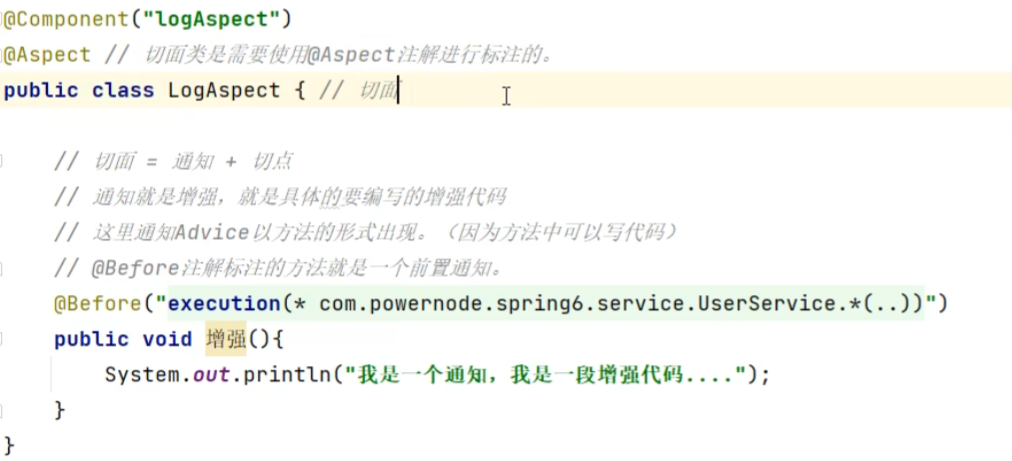 @Component("logAspect")
@Aspect // 切面类是需要使用@Aspect注解进行标注的。
public class LogAspect { // 切面
// 切面 = 通知 + 切点
// 通知就是增强，就是具体的要编写的增强代码
// 这里通知Advice以方法的形式出现。（因为方法中可以写代码）
// @Before注解标注的方法就是一个前置通知。
@Before("execution(* com.powernode.spring6.service.UserService.*(..))")
public void 增强(){
System.out.println("我是一个通知，我是一段增强代码....");
}
}